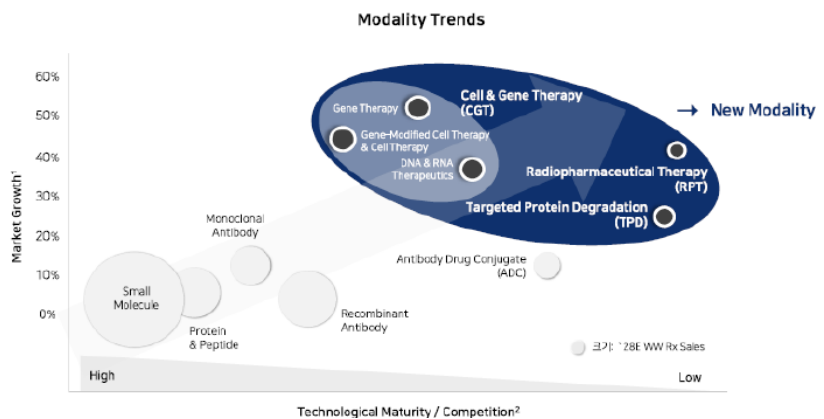 Modality Trends
Market Growth¹
60%
50%
40%
30%
20%
10%
0%
Gene Therapy
Cell & Gene Therapy
(CGT)
→ New Modality
Gene-Modified Cell Therapy
& Cell Therapy
DNA & RNA
Therapeutics
Radiopharmaceutical Therapy
(RPT)
Targeted Protein Degradation
(TPD)
Monoclonal
Antibody
Antibody Drug Conjugate
(ADC)
Small
Molecule
Protein
& Peptide
Recombinant
Antibody
크기: `28E WW Rx Sales
High
Low
Technological Maturity / Competition²